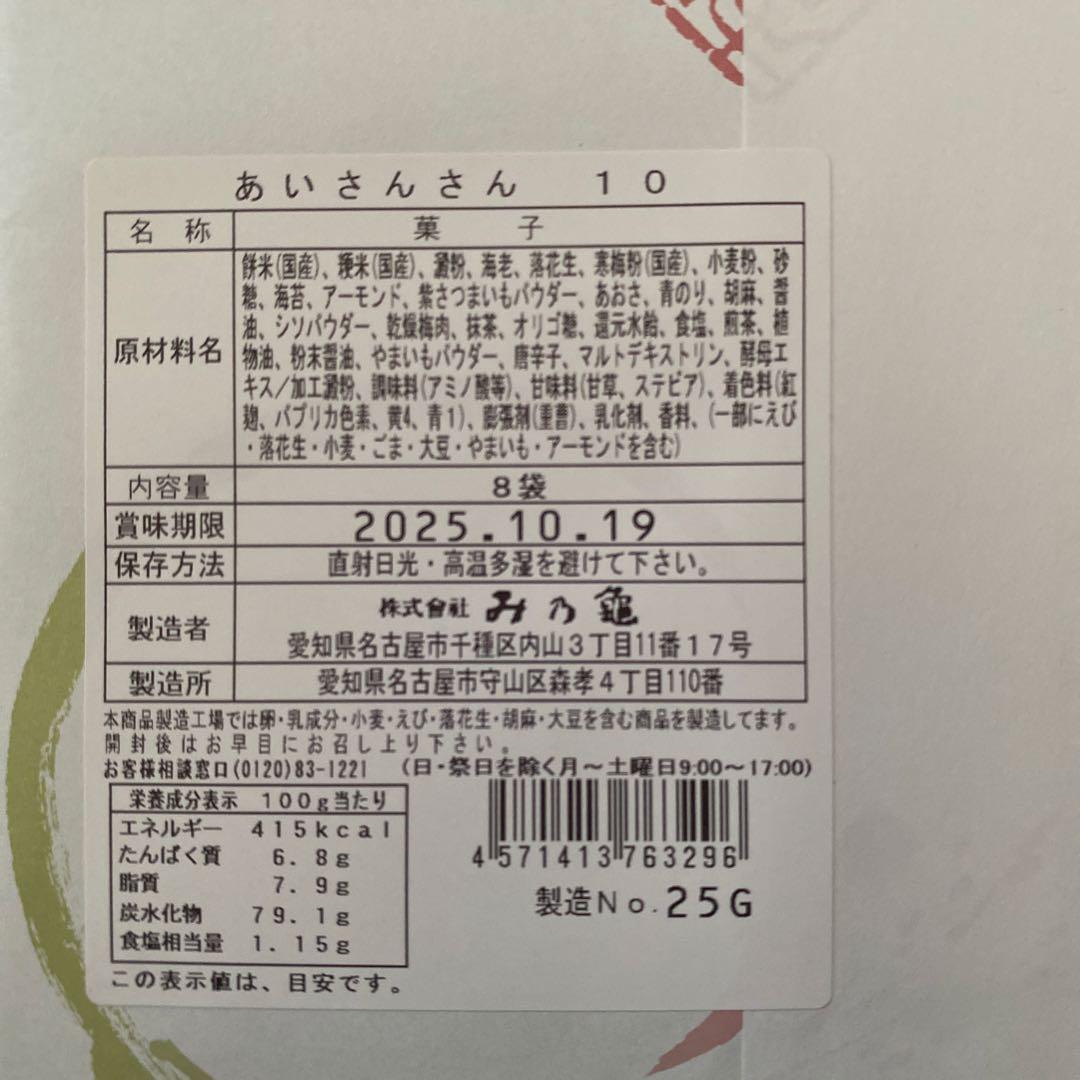 あいさんさん 10
名称 菓子
原材料名
餅米(国産)、粳米(国産)、澱粉、海老、落花生、寒梅粉(国産)、小麦粉、砂
糖、海苔、アーモンド、紫さつまいもパウダー、あおさ、青のり、胡麻、醤
油、シソパウダー、乾燥梅肉、抹茶、オリゴ糖、還元水飴、食塩、煎茶、植
物油、粉末醤油、やまいもパウダー、唐辛子、マルトデキストリン、酵母エ
キス／加工澱粉、調味料(アミノ酸等)、甘味料(甘草、ステビア)、着色料(紅
麹、パプリカ色素、黄4、青1)、膨張剤(重曹)、乳化剤、香料、(一部にえび
・落花生・小麦・ごま・大豆・やまいも・アーモンドを含む)
内容量 8袋
賞味期限 2025.10.19
保存方法 直射日光・高温多湿を避けて下さい。
製造者 株式會社 み乃龜
愛知県名古屋市千種区内山3丁目11番17号
製造所 愛知県名古屋市守山区森孝4丁目110番
本商品製造工場では卵・乳成分・小麦・えび・落花生・胡麻・大豆を含む商品を製造してます。
開封後はお早目にお召し上り下さい。
お客様相談窓口(0120)83-1221 (日・祭日を除く月～土曜日9:00～17:00)
栄養成分表示 100g当たり
エネルギー 415kcal
たんぱく質 6.8g
脂質 7.9g
炭水化物 79.1g
食塩相当量 1.15g
この表示値は、目安です。
4571413763296
製造No.25G